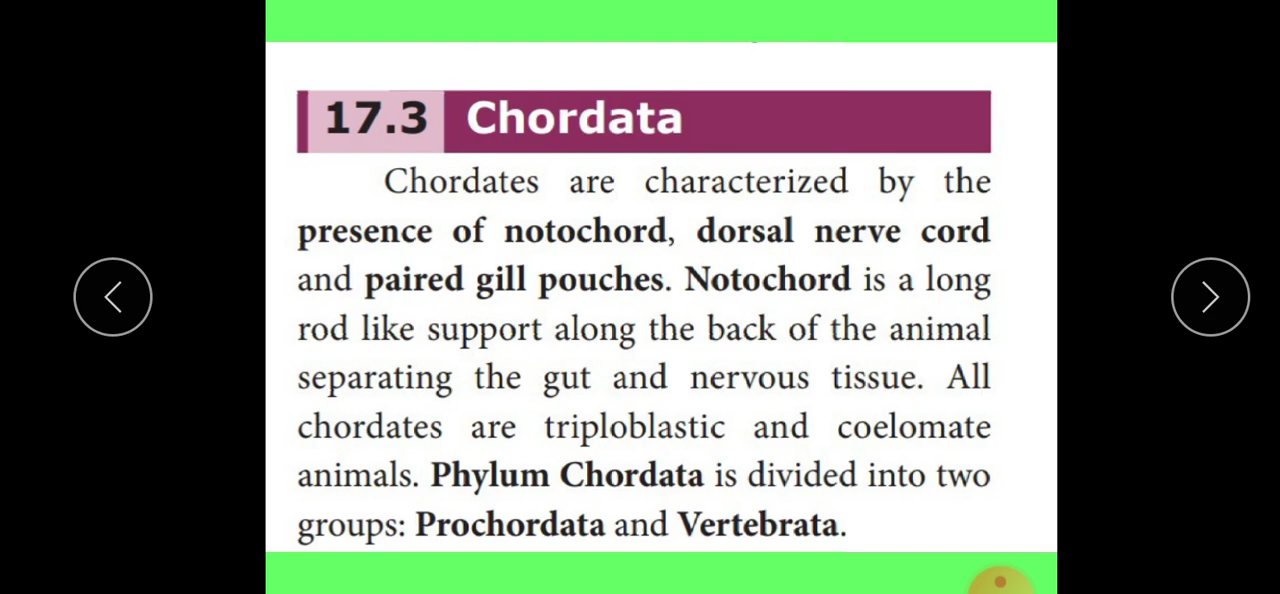 17.3 Chordata
Chordates are characterized by the
presence of notochord, dorsal nerve cord
and paired gill pouches. Notochord is a long
rod like support along the back of the animal
separating the gut and nervous tissue. All
chordates are triploblastic and coelomate
animals. Phylum Chordata is divided into two
groups: Prochordata and Vertebrata.